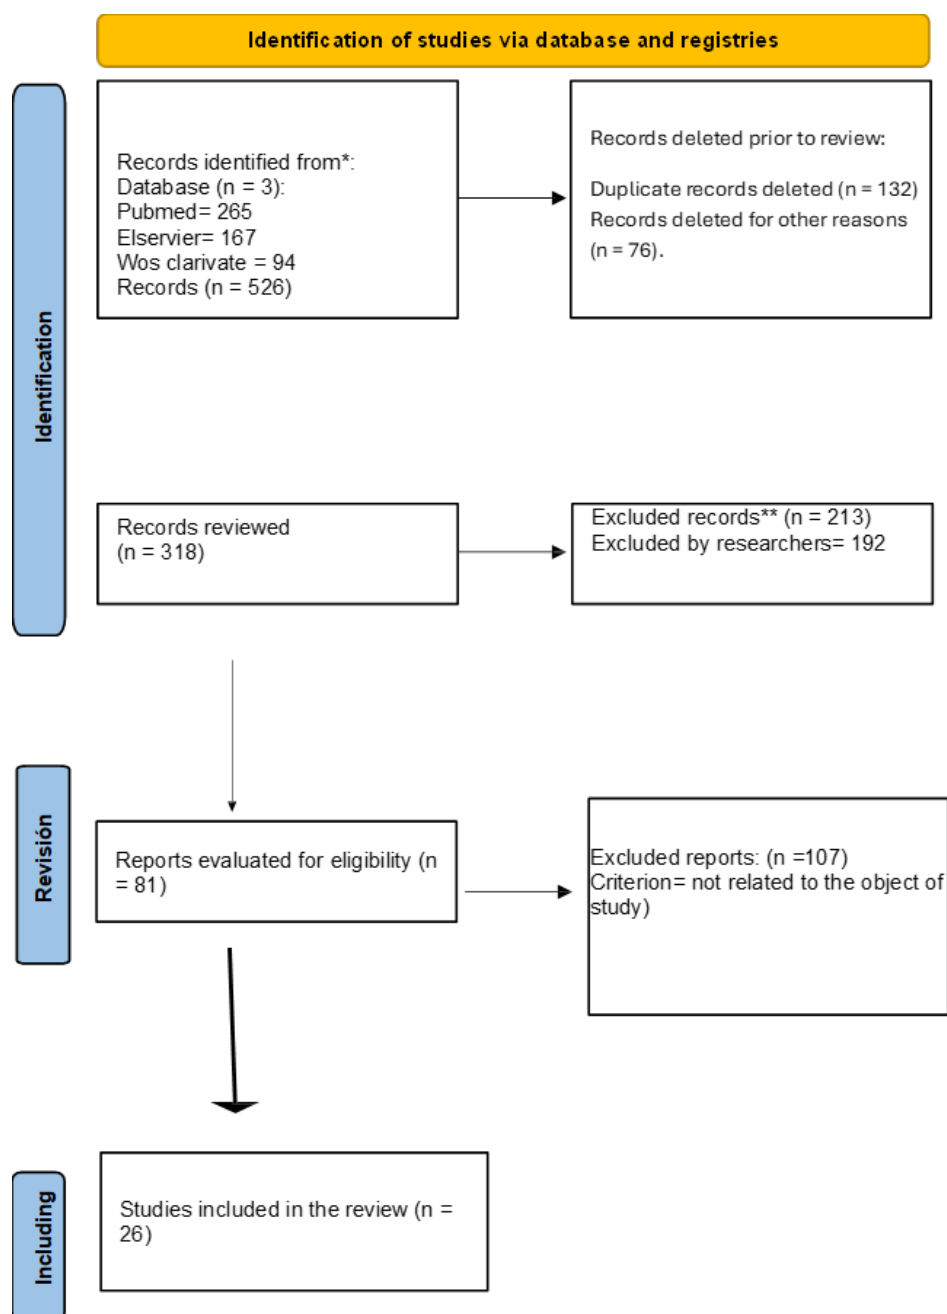 Identification of studies via database and registries
Identification
Records identified from*:
Database (n = 3):
Pubmed= 265
Elservier= 167
Wos clarivate = 94
Records (n = 526)
Records deleted prior to review:
Duplicate records deleted (n = 132)
Records deleted for other reasons
(n = 76).
Records reviewed
(n = 318)
Excluded records** (n = 213)
Excluded by researchers= 192
Revisión
Reports evaluated for eligibility (n
= 81)
Excluded reports: (n =107)
Criterion= not related to the object of
study)
Including
Studies included in the review (n =
26)